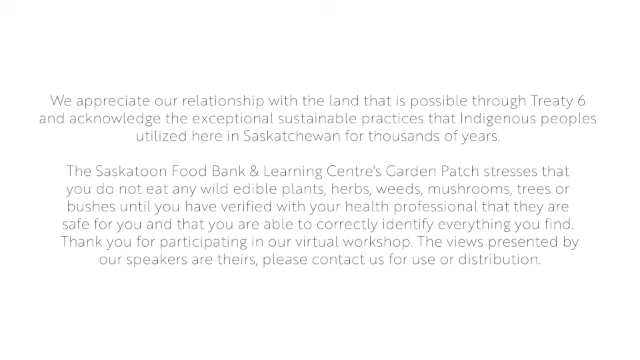 We appreciate our relationship with the land that is possible through Treaty 6
and acknowledge the exceptional sustainable practices that Indigenous peoples
utilized here in Saskatchewan for thousands of years.
The Saskatoon Food Bank & Learning Centre's Garden Patch stresses that
you do not eat any wild edible plants, herbs, weeds, mushrooms, trees or
bushes until you have verified with your health professional that they are
safe for you and that you are able to correctly identify everything you find.
Thank you for participating in our virtual workshop. The views presented by
our speakers are theirs, please contact us for use or distribution.